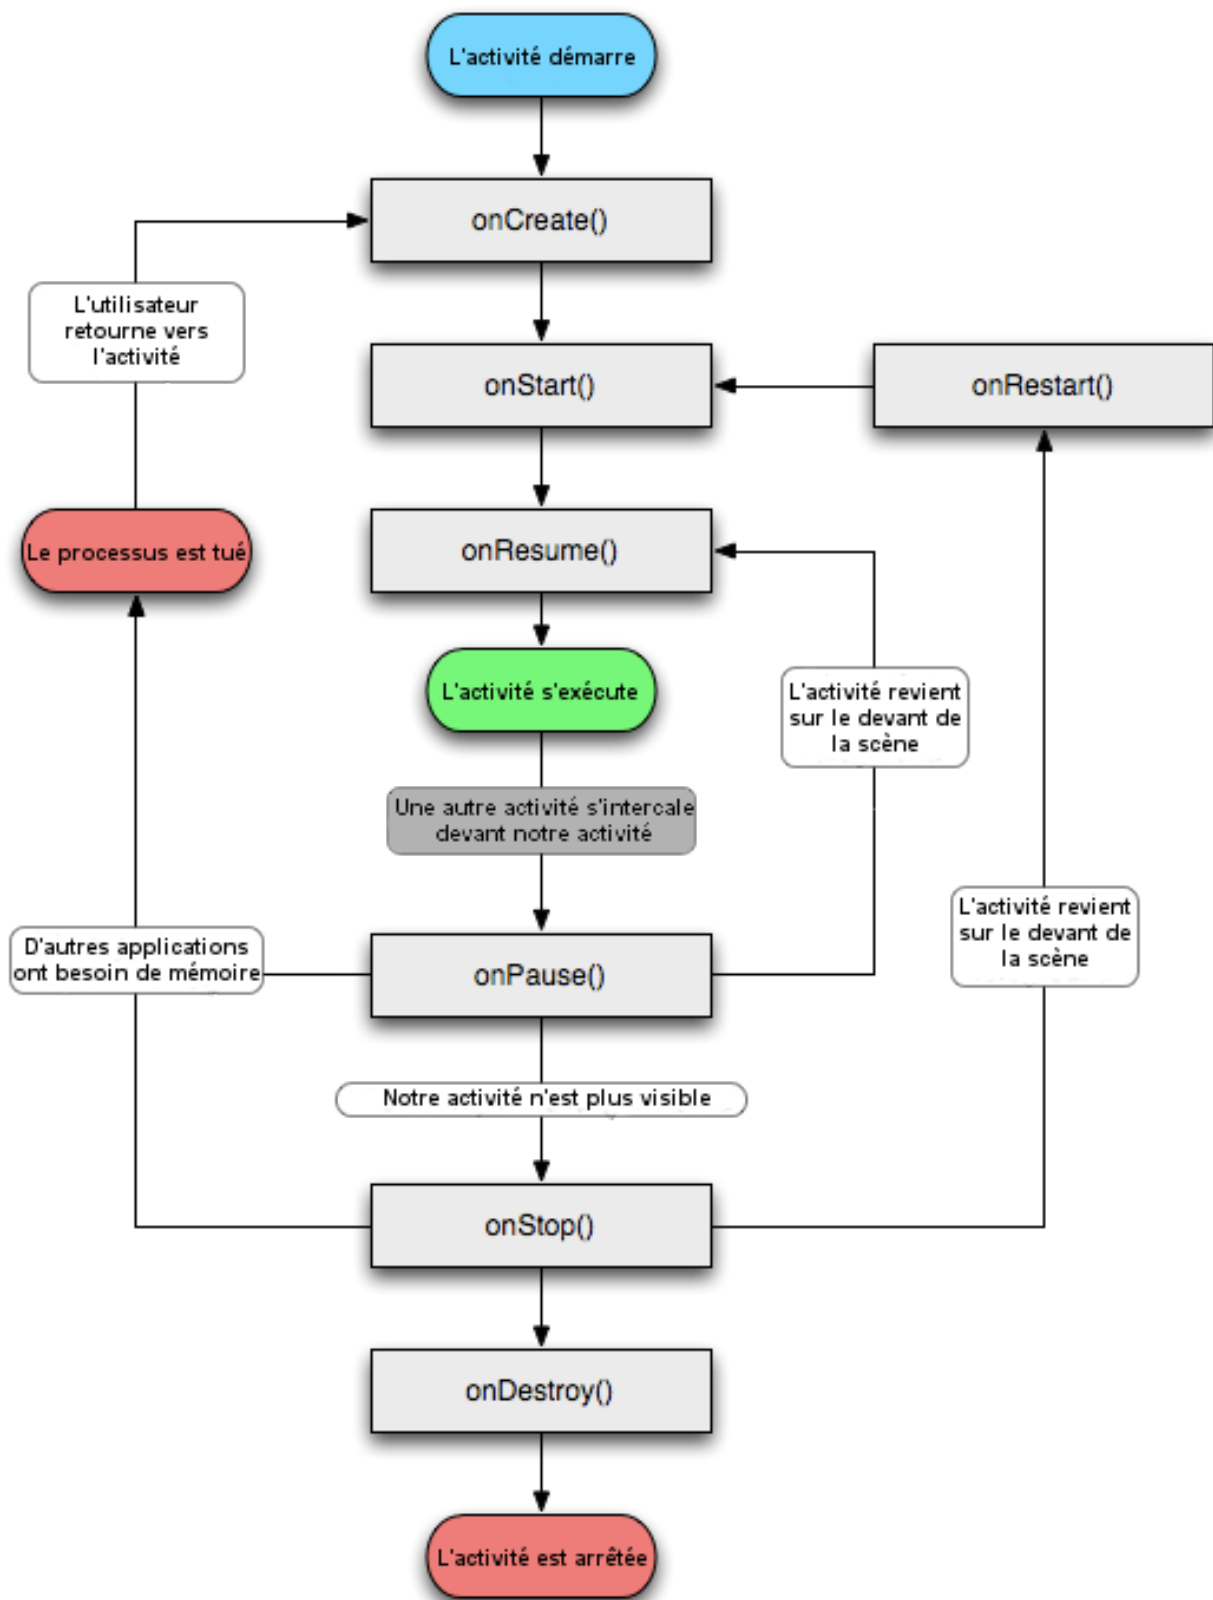 L'activité démarre
onCreate()
L'utilisateur
retourne vers
l'activité
onStart()
onRestart()
Le processus est tué
onResume()
L'activité s'exécute
L'activité revient
sur le devant de
la scène
Une autre activité s'intercale
devant notre activité
L'activité revient
sur le devant de
la scène
D'autres applications
ont besoin de mémoire
onPause()
Notre activité n'est plus visible
onStop()
onDestroy()
L'activité est arrêtée